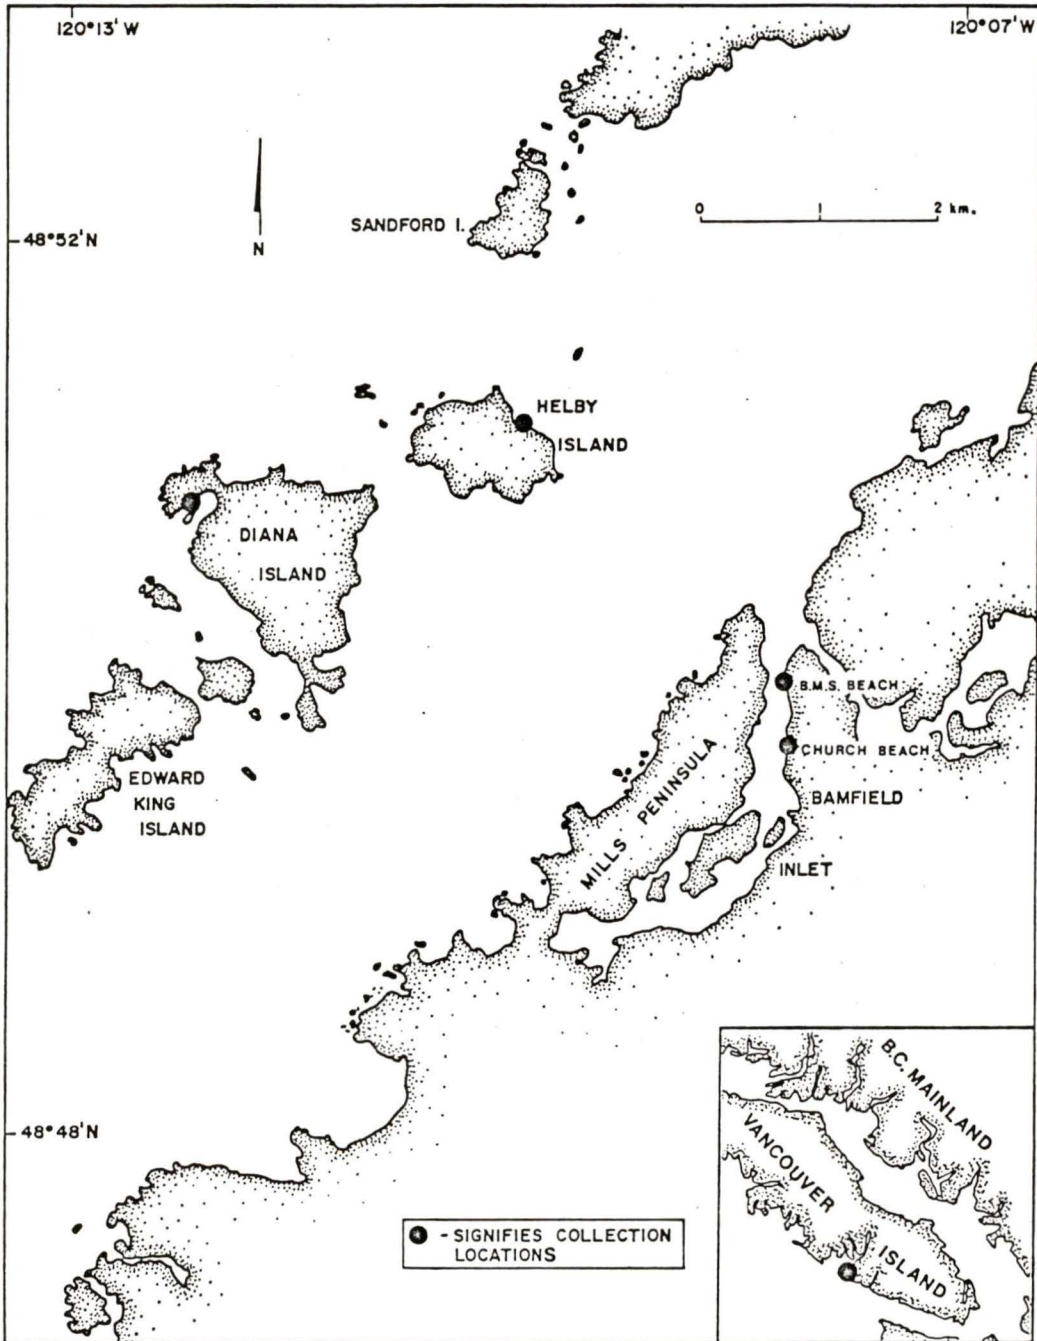 120°13' W
120°07' W
0 1 2 km.
SANDFORD I.
48°52'N
N
HELBY
ISLAND
DIANA
ISLAND
B.M.S. BEACH
CHURCH BEACH
EDWARD
KING
ISLAND
MILLS PENINSULA
BAMFIELD
INLET
48°48'N
B.C. MAINLAND
VANCOUVER
ISLAND
- SIGNIFIES COLLECTION
LOCATIONS